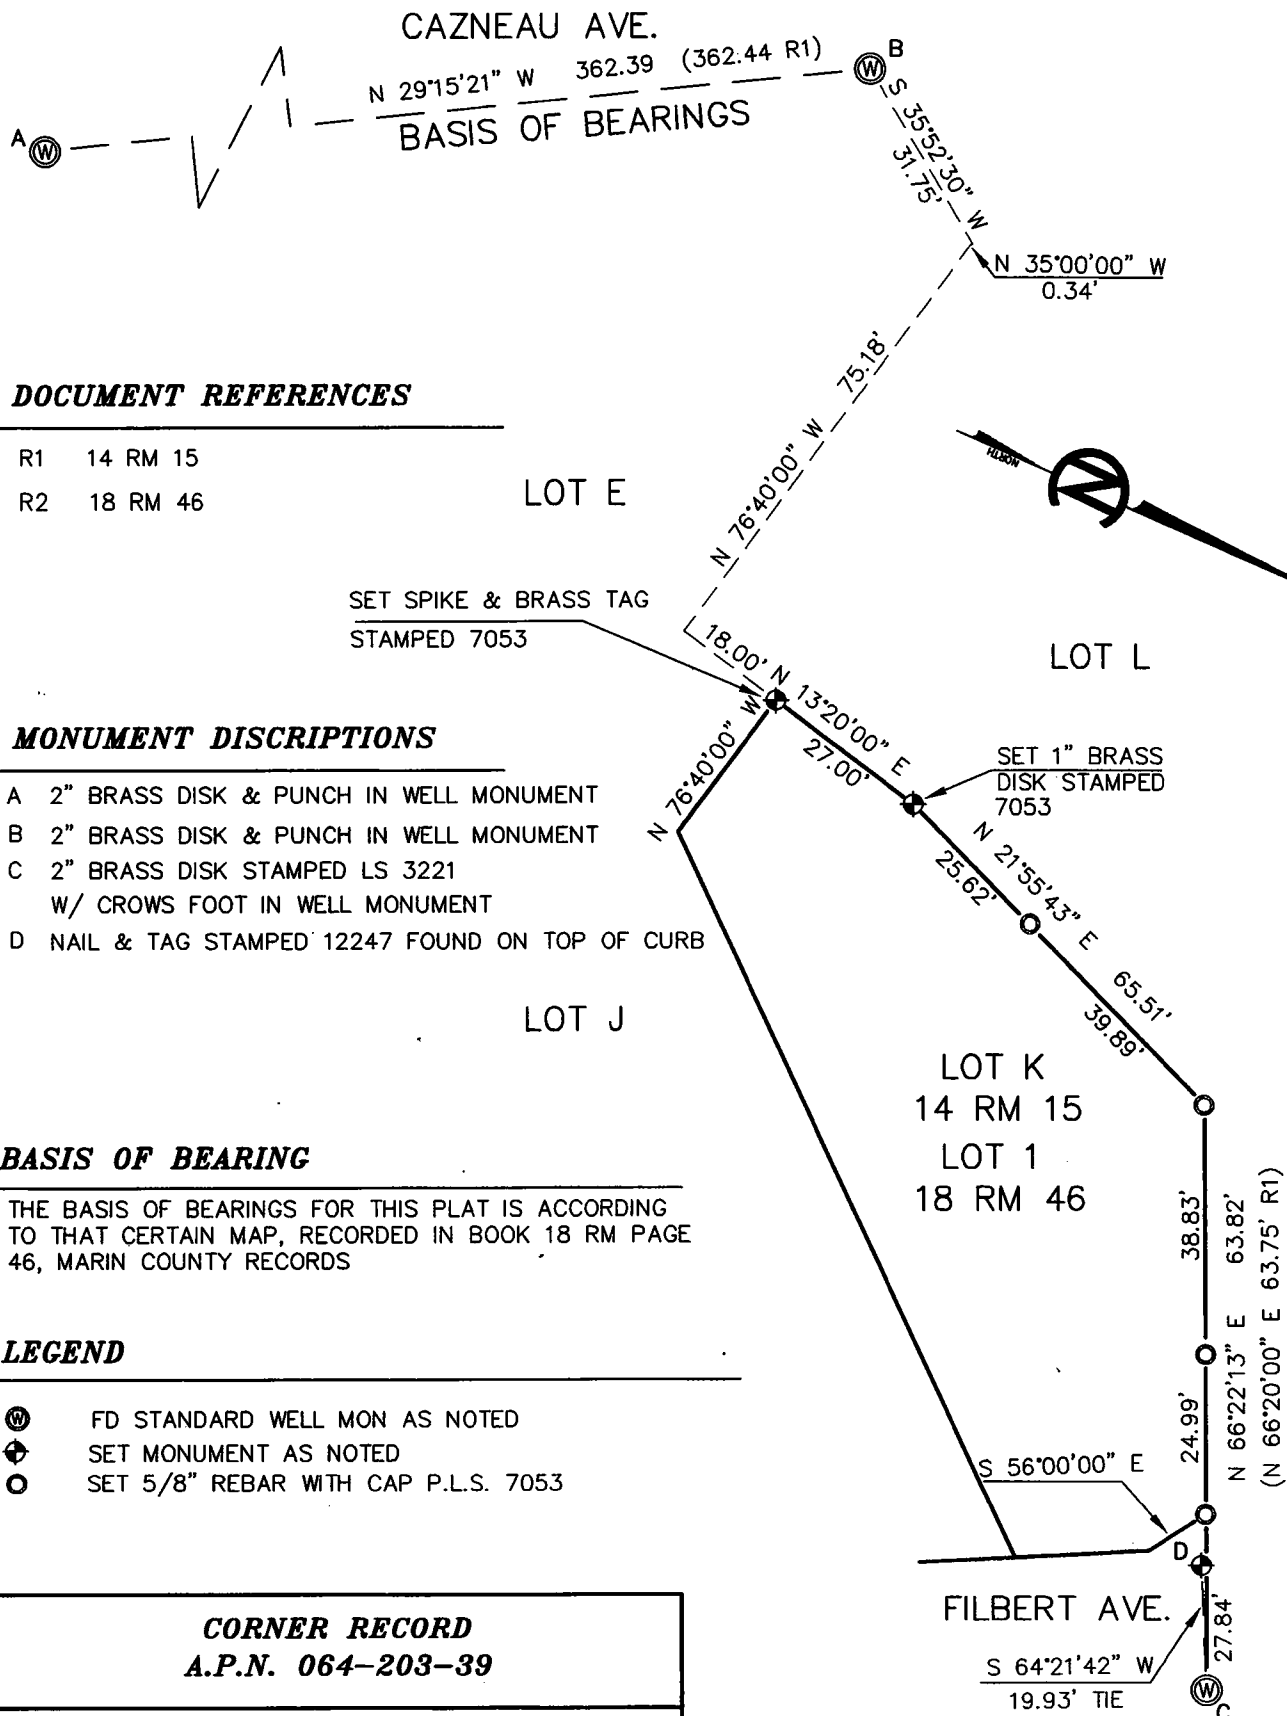 CAZNEAU AVE.
N 29°15'21" W 362.39 (362.44 R1)
BASIS OF BEARINGS
A
W
W
B
S 35°52'30" W
31.75'
N 35°00'00" W
0.34'
N 76°40'00" W 75.18'
NORTH
N
DOCUMENT REFERENCES
R1 14 RM 15
R2 18 RM 46
LOT E
SET SPIKE & BRASS TAG
STAMPED 7053
18.00'
N 13°20'00" E
27.00'
LOT L
MONUMENT DISCRIPTIONS
A 2" BRASS DISK & PUNCH IN WELL MONUMENT
B 2" BRASS DISK & PUNCH IN WELL MONUMENT
C 2" BRASS DISK STAMPED LS 3221
W/ CROWS FOOT IN WELL MONUMENT
D NAIL & TAG STAMPED 12247 FOUND ON TOP OF CURB
N 76°40'00" W
SET 1" BRASS
DISK STAMPED
7053
N 21°55'43" E 65.51'
25.62'
39.89'
LOT J
LOT K
14 RM 15
LOT 1
18 RM 46
BASIS OF BEARING
THE BASIS OF BEARINGS FOR THIS PLAT IS ACCORDING
TO THAT CERTAIN MAP, RECORDED IN BOOK 18 RM PAGE
46, MARIN COUNTY RECORDS
38.83'
24.99'
N 66°22'13" E 63.82'
(N 66°20'00" E 63.75' R1)
LEGEND
W FD STANDARD WELL MON AS NOTED
SET MONUMENT AS NOTED
SET 5/8" REBAR WITH CAP P.L.S. 7053
S 56°00'00" E
D
FILBERT AVE.
27.84'
S 64°21'42" W
19.93' TIE
W
C
CORNER RECORD
A.P.N. 064-203-39